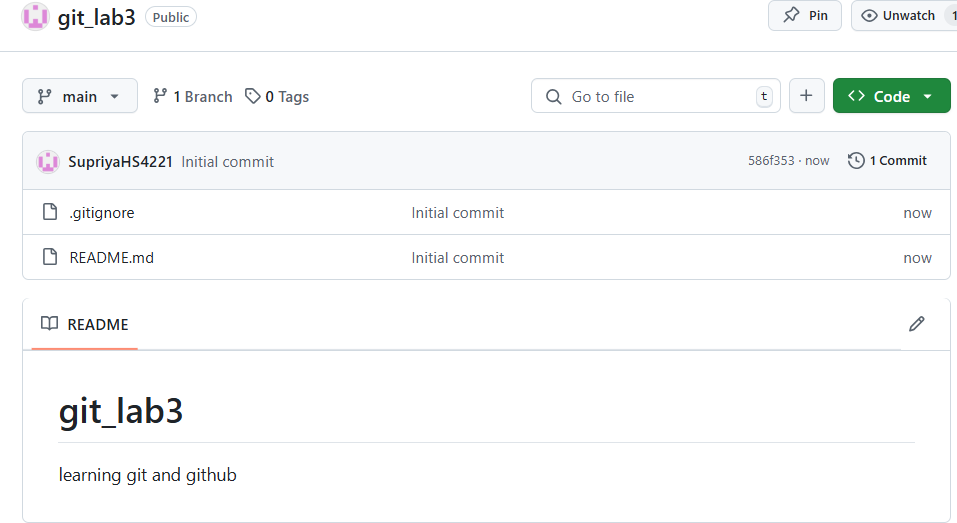 git_lab3 Public Pin Unwatch 1
main 1 Branch 0 Tags Go to file t Code
SupriyaHS4221 Initial commit 586f353 · now 1 Commit
.gitignore Initial commit now
README.md Initial commit now
README
git_lab3
learning git and github